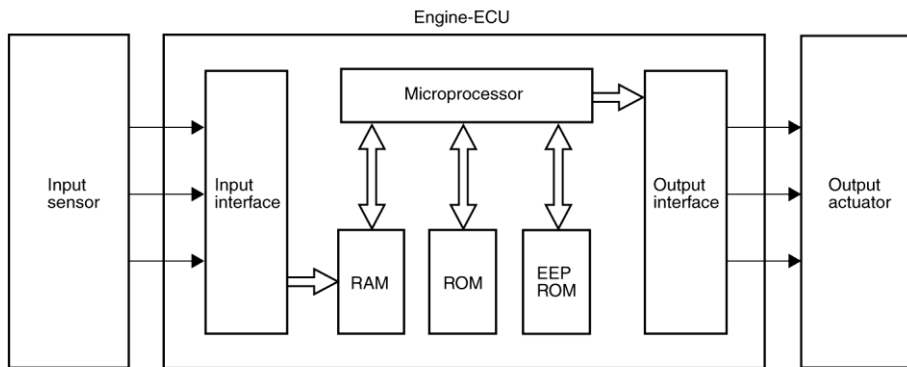 Engine-ECU
Input
sensor
Input
interface
Microprocessor
RAM
ROM
EEP
ROM
Output
interface
Output
actuator